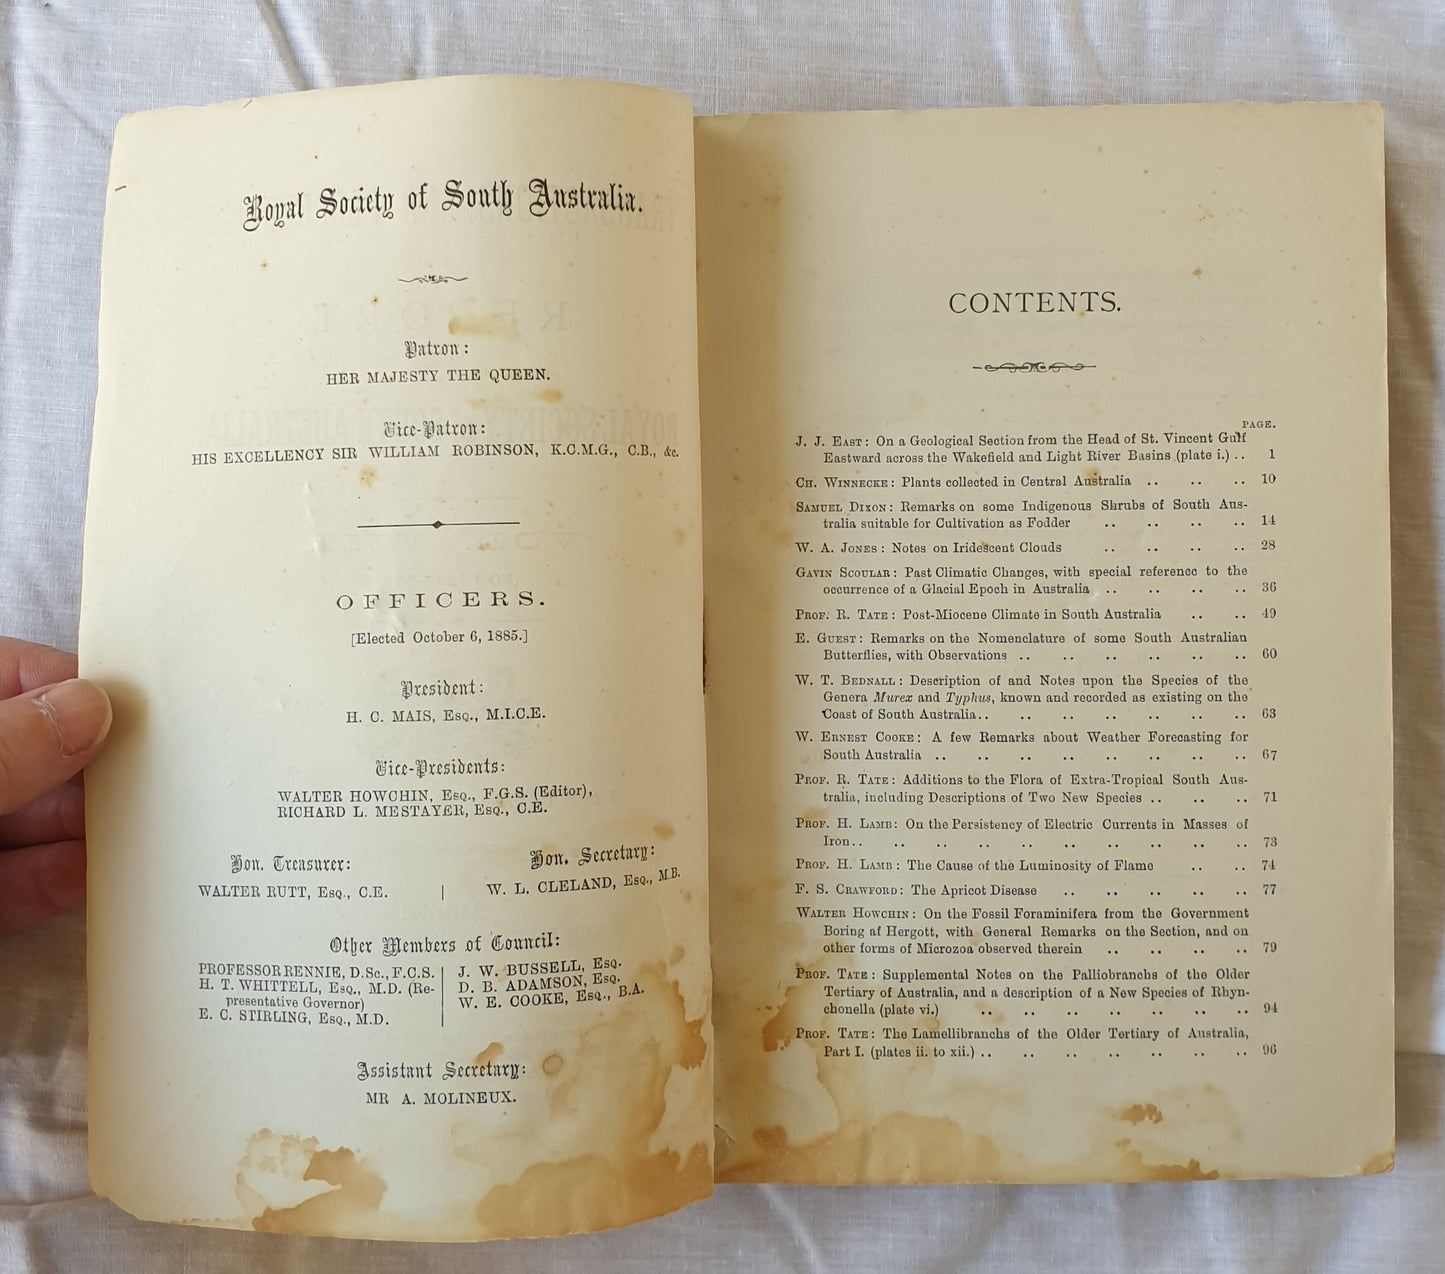 Royal Society of South Australia.
Patron:
HER MAJESTY THE QUEEN.
Vice-Patron:
HIS EXCELLENCY SIR WILLIAM ROBINSON, K.C.M.G., C.B., &c.
OFFICERS.
[Elected October 6, 1885.]
President:
H. C. MAIS, Esq., M.I.C.E.
Vice-Presidents:
WALTER HOWCHIN, Esq., F.G.S. (Editor),
RICHARD L. MESTAYER, Esq., C.E.
Hon. Treasurer:
WALTER RUTT, Esq., C.E.
Hon. Secretary:
W. L. CLELAND, Esq., M.B.
Other Members of Council:
PROFESSOR RENNIE, D.Sc., F.C.S.
H. T. WHITTELL, Esq., M.D. (Re-
presentative Governor)
E. C. STIRLING, Esq., M.D.
J. W. BUSSELL, Esq.
D. B. ADAMSON, Esq.
W. E. COOKE, Esq., B.A.
Assistant Secretary:
MR A. MOLINEUX.
CONTENTS.
PAGE.
J. J. East: On a Geological Section from the Head of St. Vincent Gulf
Eastward across the Wakefield and Light River Basins (plate i.) .. 1
Ch. Winnecke: Plants collected in Central Australia .. .. .. 10
Samuel Dixon: Remarks on some Indigenous Shrubs of South Aus-
tralia suitable for Cultivation as Fodder .. .. .. .. 14
W. A. Jones: Notes on Iridescent Clouds .. .. .. .. 28
Gavin Scoular: Past Climatic Changes, with special reference to the
occurrence of a Glacial Epoch in Australia .. .. .. .. 36
Prof. R. Tate: Post-Miocene Climate in South Australia .. .. 49
E. Guest: Remarks on the Nomenclature of some South Australian
Butterflies, with Observations .. .. .. .. .. .. 60
W. T. Bednall: Description of and Notes upon the Species of the
Genera Murex and Typhus, known and recorded as existing on the
Coast of South Australia.. .. .. .. .. .. .. 63
W. Ernest Cooke: A few Remarks about Weather Forecasting for
South Australia .. .. .. .. .. .. .. .. 67
Prof. R. Tate: Additions to the Flora of Extra-Tropical South Aus-
tralia, including Descriptions of Two New Species .. .. .. 71
Prof. H. Lamb: On the Persistency of Electric Currents in Masses of
Iron.. .. .. .. .. .. .. .. .. .. 73
Prof. H. Lamb: The Cause of the Luminosity of Flame .. .. 74
F. S. Crawford: The Apricot Disease .. .. .. .. .. 77
Walter Howchin: On the Fossil Foraminifera from the Government
Boring at Hergott, with General Remarks on the Section, and on
other forms of Microzoa observed therein .. .. .. .. 79
Prof. Tate: Supplemental Notes on the Palliobranchs of the Older
Tertiary of Australia, and a description of a New Species of Rhyn-
chonella (plate vi.) .. .. .. .. .. .. .. 94
Prof. Tate: The Lamellibranchs of the Older Tertiary of Australia,
Part I. (plates ii. to xii.) .. .. .. .. .. .. .. 96